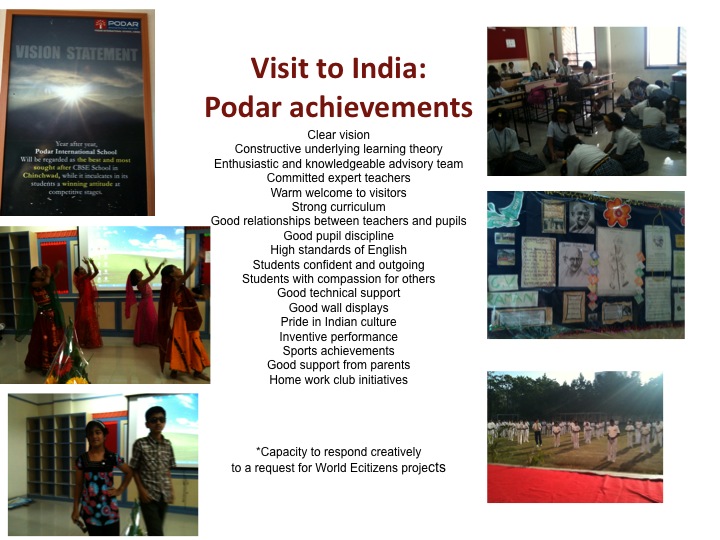 PODAR
VISION STATEMENT
Year after year,
Podar International School
Will be regarded as the best and most
sought after CBSE School in
Chinchwad, while it inculcates in its
students a winning attitude at
competitive stages.
Visit to India:
Podar achievements
Clear vision
Constructive underlying learning theory
Enthusiastic and knowledgeable advisory team
Committed expert teachers
Warm welcome to visitors
Strong curriculum
Good relationships between teachers and pupils
Good pupil discipline
High standards of English
Students confident and outgoing
Students with compassion for others
Good technical support
Good wall displays
Pride in Indian culture
Inventive performance
Sports achievements
Good support from parents
Home work club initiatives
*Capacity to respond creatively
to a request for World Ecitizens projects